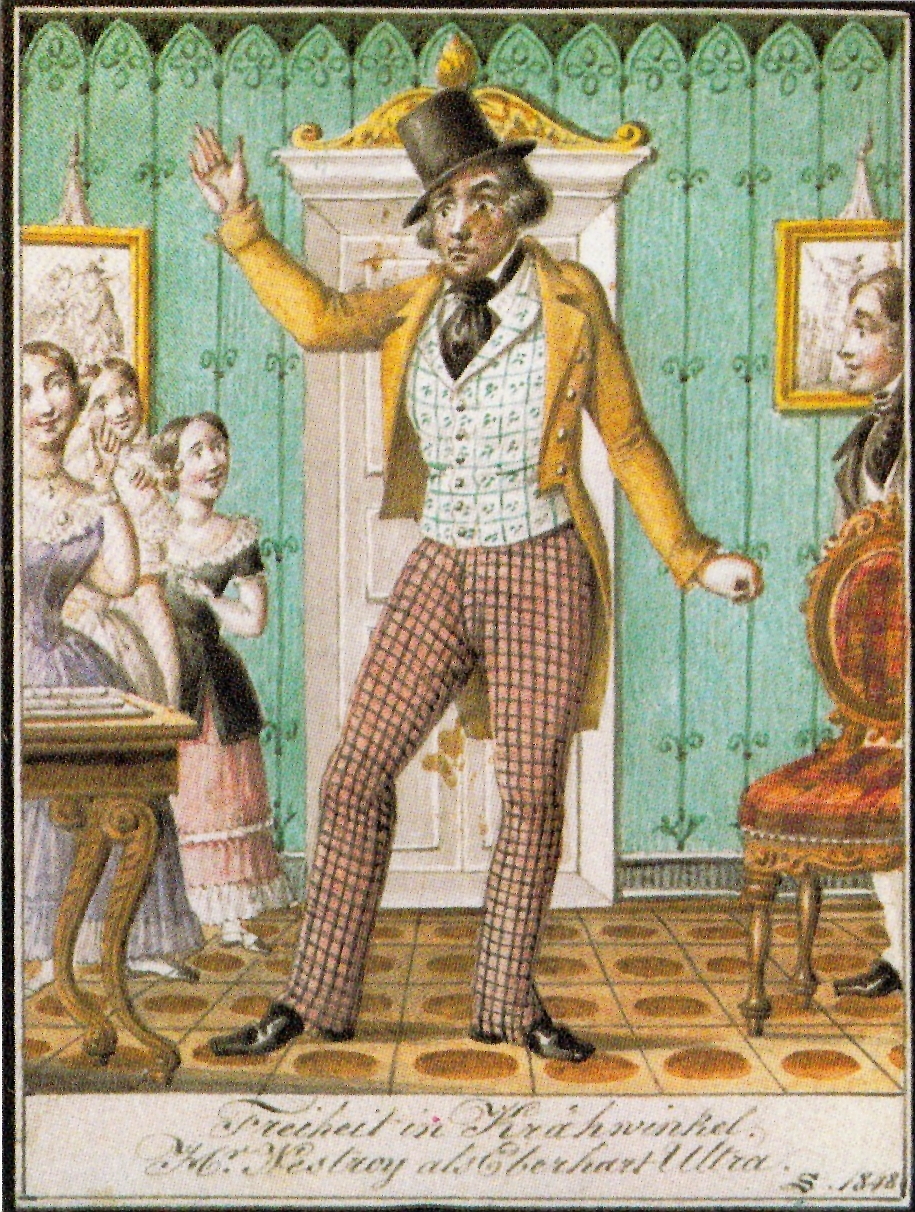 Freiheit in Krähwinkel.
Hr. Nestroy als Eberhart Ultra.
S. 1848